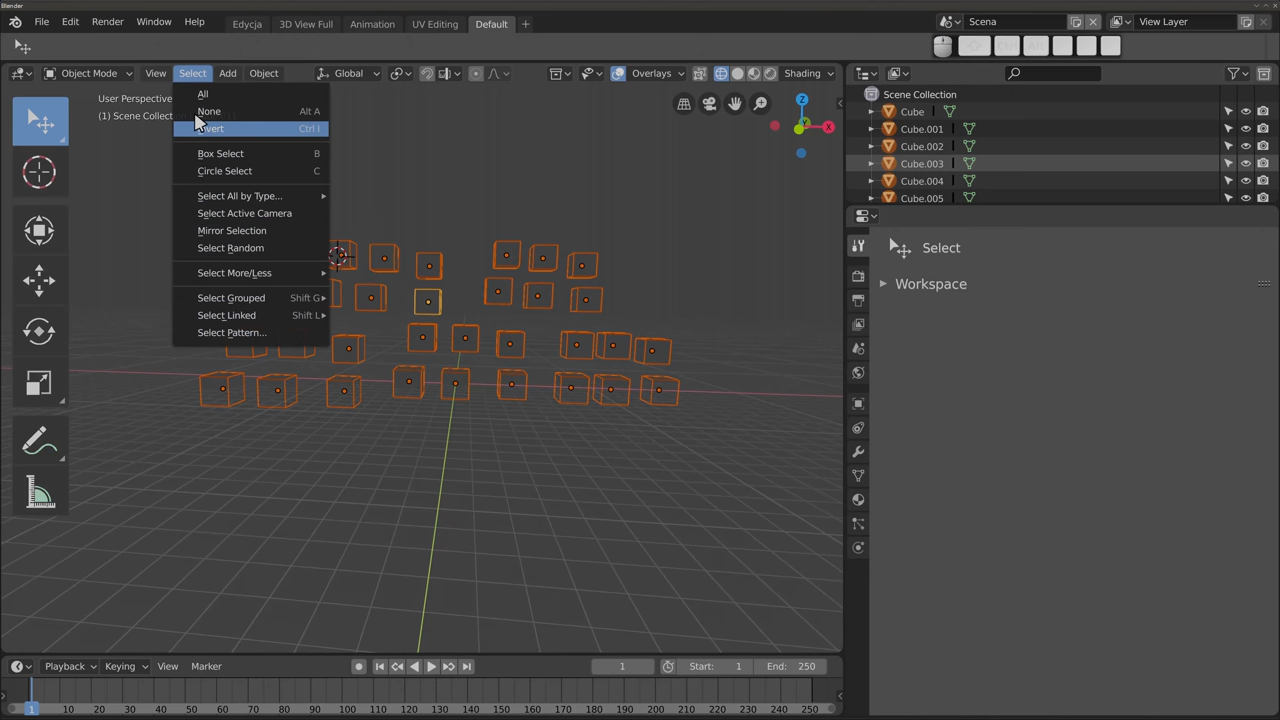 Blender
File Edit Render Window Help
Edycja 3D View Full Animation UV Editing Default +
Scena
View Layer
Ctrl Alt
Object Mode View Select Add Object Global Overlays Shading
User Perspective
(1) Scene Collec
All
None Alt A
vert Ctrl I
Box Select B
Circle Select C
Select All by Type...
Select Active Camera
Mirror Selection
Select Random
Select More/Less
Select Grouped Shift G
Select Linked Shift L
Select Pattern...
X
Scene Collection
Cube
Cube.001
Cube.002
Cube.003
Cube.004
Cube.005
Select
Workspace
Playback Keying View Marker
1 Start: 1 End: 250
1 10 20 30 40 50 60 70 80 90 100 110 120 130 140 150 160 170 180 190 200 210 220 230 240 250